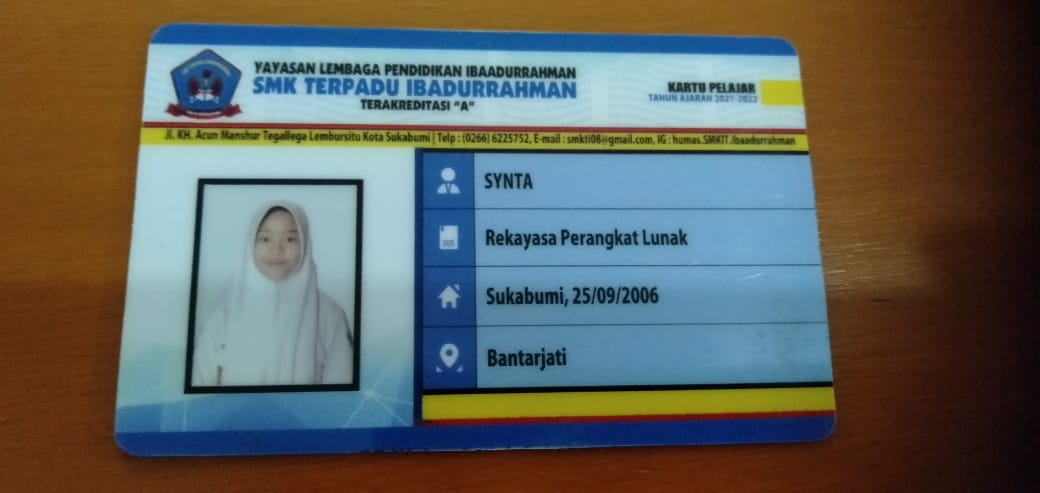 YAYASAN LEMBAGA PENDIDIKAN IBAADURRAHMAN
SMK TERPADU IBADURRAHMAN
TERAKREDITASI "A"
KARTU PELAJAR
TAHUN AJARAN 2021-2022
Jl. KH. Acun Manshur Tegallega Lembursitu Kota Sukabumi | Telp : (0266) 6225752, E-mail : smkti08@gmail.com, IG : humas.SMKIT.Ibaadurrahman
SYNTA
Rekayasa Perangkat Lunak
Sukabumi, 25/09/2006
Bantarjati